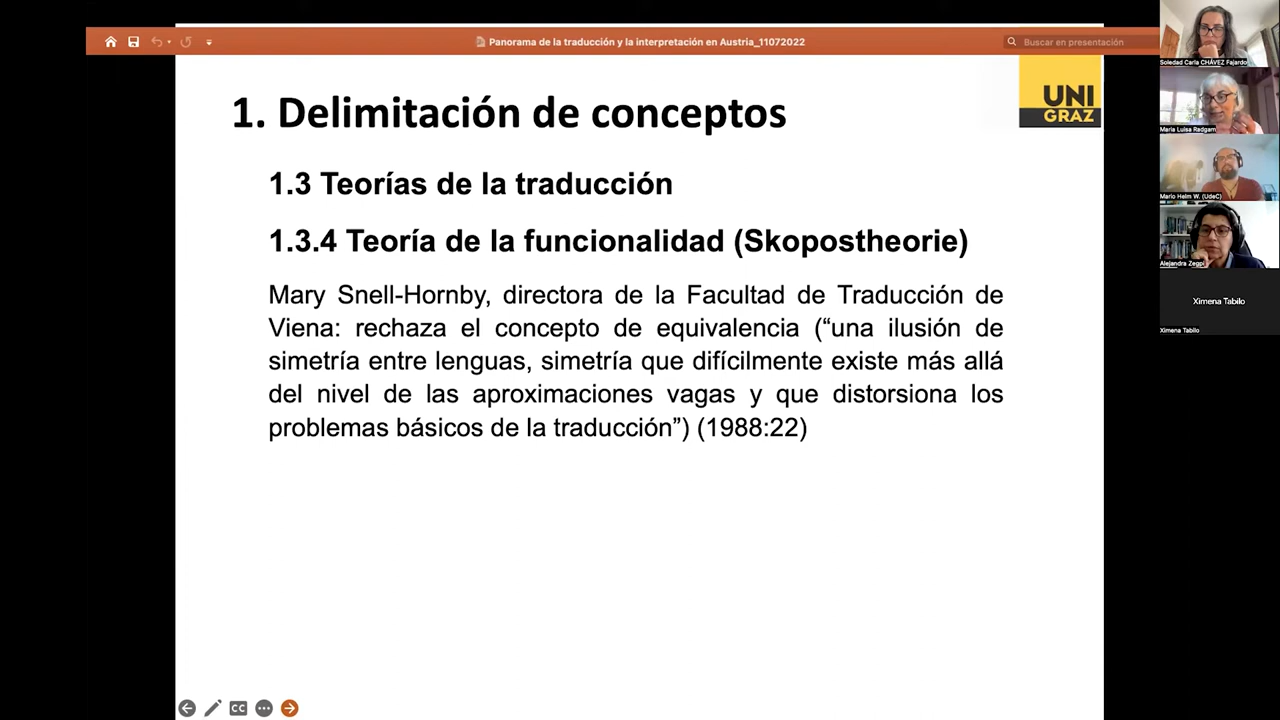 Panorama de la traducción y la interpretación en Austria_11072022
Buscar en presentación
UNI
GRAZ
1. Delimitación de conceptos
1.3 Teorías de la traducción
1.3.4 Teoría de la funcionalidad (Skopostheorie)
Mary Snell-Hornby, directora de la Facultad de Traducción de
Viena: rechaza el concepto de equivalencia (“una ilusión de
simetría entre lenguas, simetría que difícilmente existe más allá
del nivel de las aproximaciones vagas y que distorsiona los
problemas básicos de la traducción”) (1988:22)
CC
Soledad Carla CHÁVEZ Fajardo
Maria Luisa Radgam
Mario Helm W. (UdeC)
Alejandra Zegpi
Ximena Tabilo
Ximena Tabilo